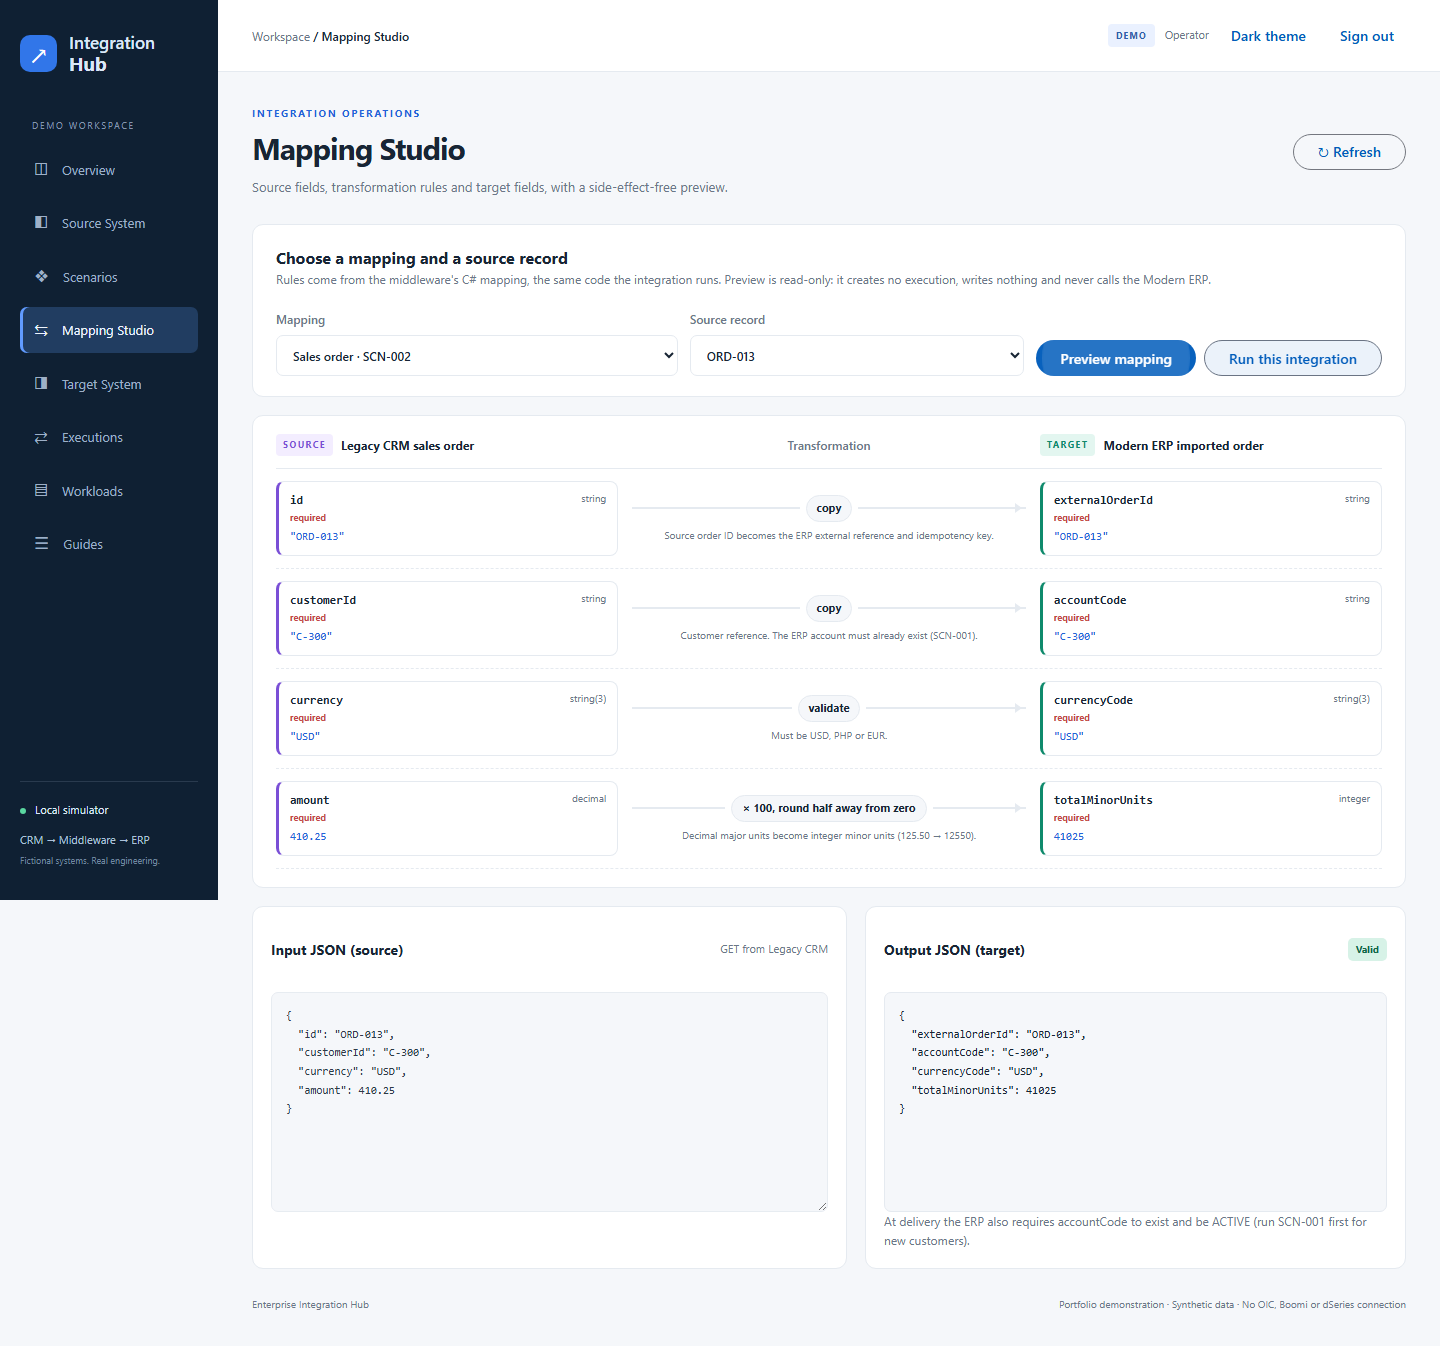 Integration
Hub
DEMO WORKSPACE
Overview
Source System
Scenarios
Mapping Studio
Target System
Executions
Workloads
Guides
Local simulator
CRM → Middleware → ERP
Fictional systems. Real engineering.
Workspace / Mapping Studio
DEMO
Operator
Dark theme
Sign out
INTEGRATION OPERATIONS
Mapping Studio
↻ Refresh
Source fields, transformation rules and target fields, with a side-effect-free preview.
Choose a mapping and a source record
Rules come from the middleware's C# mapping, the same code the integration runs. Preview is read-only: it creates no execution, writes nothing and never calls the Modern ERP.
Mapping
Source record
Sales order · SCN-002
ORD-013
Preview mapping
Run this integration
SOURCE Legacy CRM sales order
Transformation
TARGET Modern ERP imported order
id string
required
"ORD-013"
copy
Source order ID becomes the ERP external reference and idempotency key.
externalOrderId string
required
"ORD-013"
customerId string
required
"C-300"
copy
Customer reference. The ERP account must already exist (SCN-001).
accountCode string
required
"C-300"
currency string(3)
required
"USD"
validate
Must be USD, PHP or EUR.
currencyCode string(3)
required
"USD"
amount decimal
required
410.25
× 100, round half away from zero
Decimal major units become integer minor units (125.50 → 12550).
totalMinorUnits integer
required
41025
Input JSON (source)
GET from Legacy CRM
{
"id": "ORD-013",
"customerId": "C-300",
"currency": "USD",
"amount": 410.25
}
Output JSON (target)
Valid
{
"externalOrderId": "ORD-013",
"accountCode": "C-300",
"currencyCode": "USD",
"totalMinorUnits": 41025
}
At delivery the ERP also requires accountCode to exist and be ACTIVE (run SCN-001 first for
new customers).
Enterprise Integration Hub
Portfolio demonstration · Synthetic data · No OIC, Boomi or dSeries connection